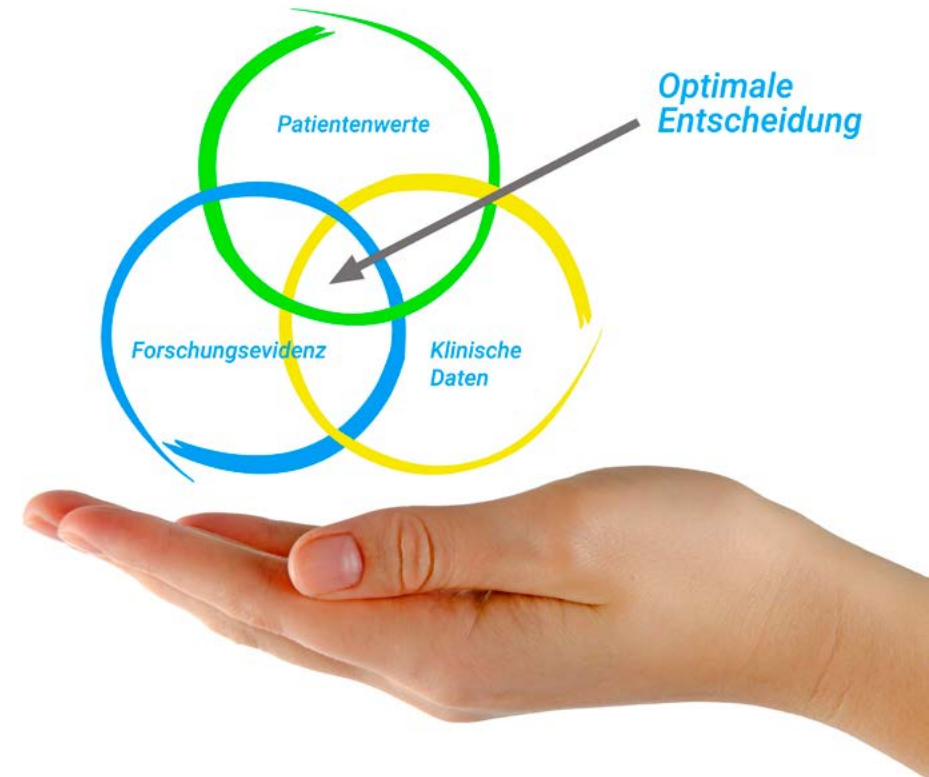 Patientenwerte
Optimale
Entscheidung
Forschungsevidenz
Klinische
Daten